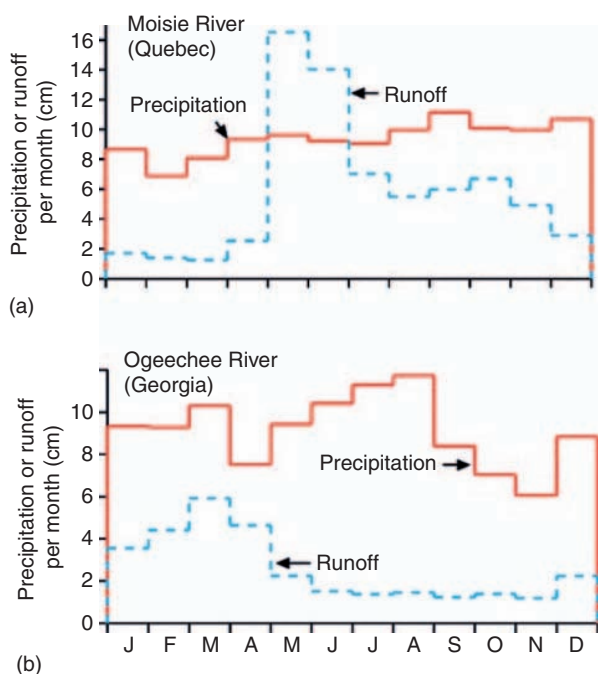 Moisie River
(Quebec)
Precipitation
Runoff
Precipitation or runoff
per month (cm)
16
14
12
10
8
6
4
2
0
(a)
Ogeechee River
(Georgia)
Precipitation
Runoff
Precipitation or runoff
per month (cm)
10
8
6
4
2
0
J F M A M J J A S O N D
(b)